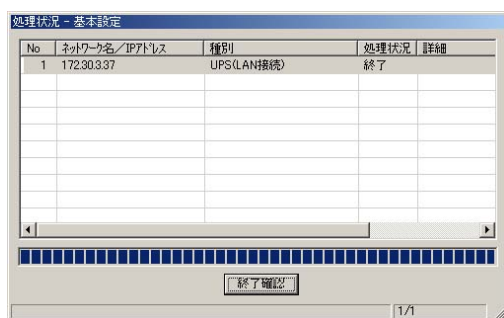 処理状況 - 基本設定
No ネットワーク名／IPアドレス 種別 処理状況 詳細
1 172.30.3.37 UPS(LAN接続) 終了
終了確認
1/1